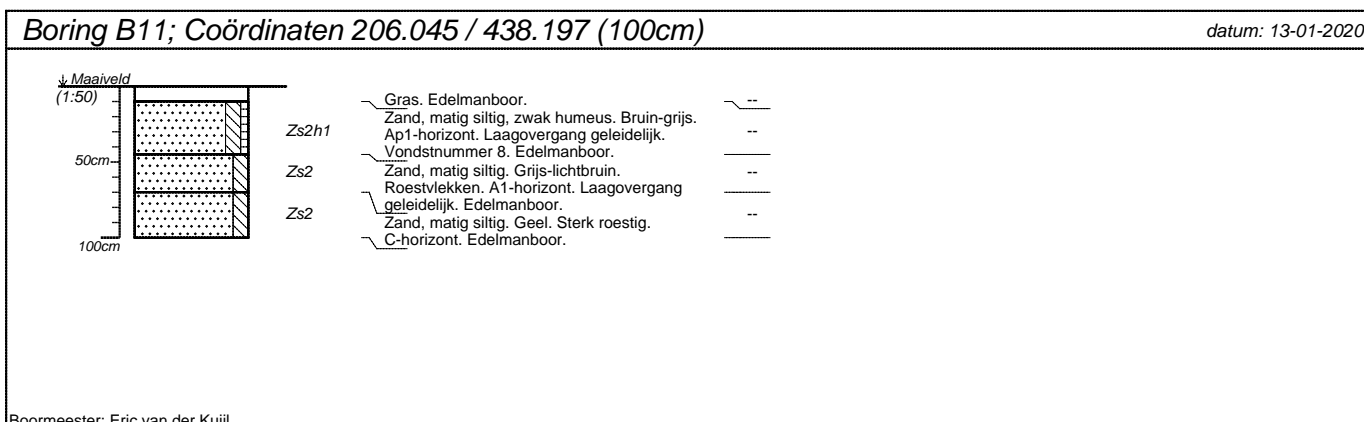 Boring B11; Coördinaten 206.045 / 438.197 (100cm)
datum: 13-01-2020
Maaiveld
(1:50)
50cm
100cm
Zs2h1
Zs2
Zs2
Gras. Edelmanboor.
Zand, matig siltig, zwak humeus. Bruin-grijs.
Ap1-horizont. Laagovergang geleidelijk.
Vondstnummer 8. Edelmanboor.
Zand, matig siltig. Grijs-lichtbruin.
Roestvlekken. A1-horizont. Laagovergang
geleidelijk. Edelmanboor.
Zand, matig siltig. Geel. Sterk roestig.
C-horizont. Edelmanboor.
--
--
--
--
Boormeester: Eric van der Kuijl